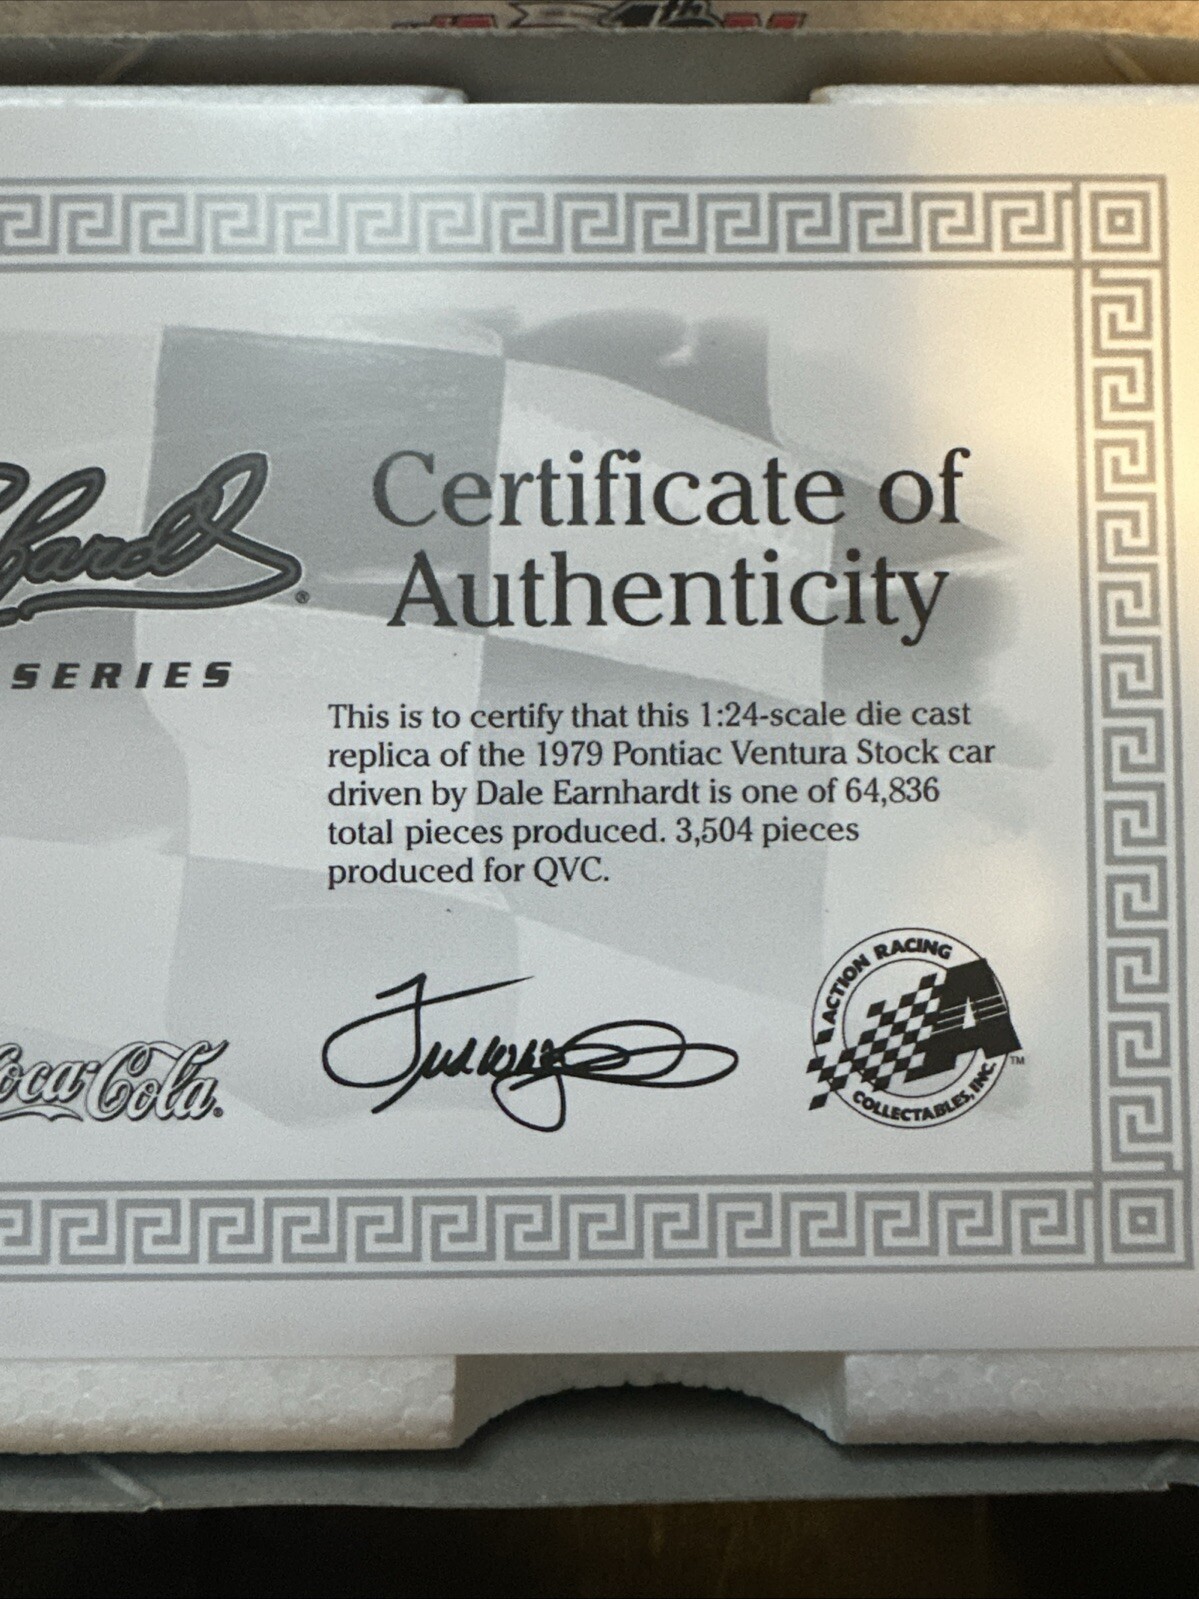 4th
Certificate of
Authenticity
SERIES
This is to certify that this 1:24-scale die cast
replica of the 1979 Pontiac Ventura Stock car
driven by Dale Earnhardt is one of 64,836
total pieces produced. 3,504 pieces
produced for QVC.
ACTION RACING
COLLECTABLES, INC.
A
™
Coca-Cola®